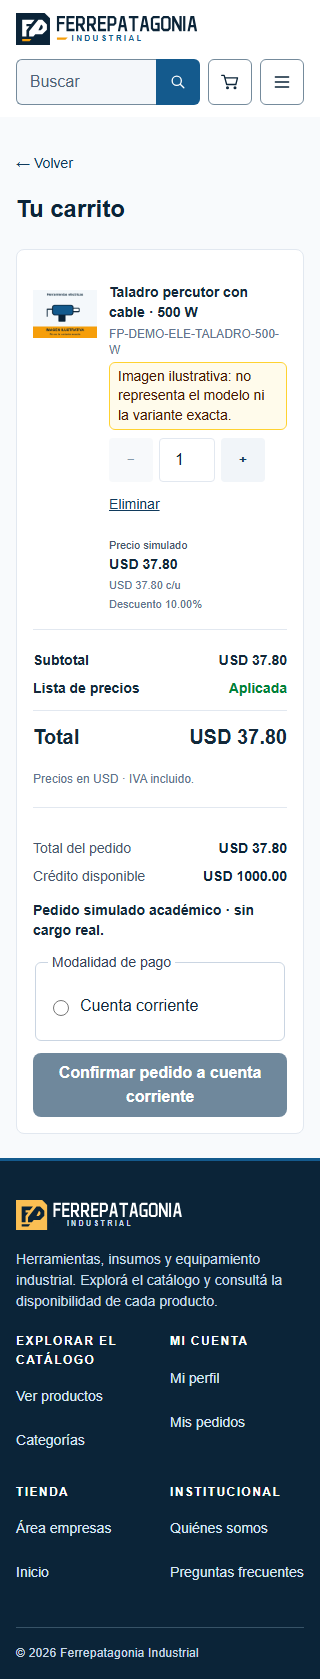 FERREPATAGONIA
INDUSTRIAL
Buscar
← Volver
Tu carrito
Taladro percutor con
cable · 500 W
FP-DEMO-ELE-TALADRO-500-
W
IMAGEN ILUSTRATIVA
Imagen ilustrativa: no
representa el modelo ni
la variante exacta.
−
1
+
Eliminar
Precio simulado
USD 37.80
USD 37.80 c/u
Descuento 10.00%
Subtotal USD 37.80
Lista de precios Aplicada
Total USD 37.80
Precios en USD · IVA incluido.
Total del pedido USD 37.80
Crédito disponible USD 1000.00
Pedido simulado académico · sin
cargo real.
Modalidad de pago
Cuenta corriente
Confirmar pedido a cuenta
corriente
FERREPATAGONIA
INDUSTRIAL
Herramientas, insumos y equipamiento
industrial. Explorá el catálogo y consultá la
disponibilidad de cada producto.
EXPLORAR EL
CATÁLOGO
Ver productos
Categorías
MI CUENTA
Mi perfil
Mis pedidos
TIENDA
Área empresas
Inicio
INSTITUCIONAL
Quiénes somos
Preguntas frecuentes
© 2026 Ferrepatagonia Industrial